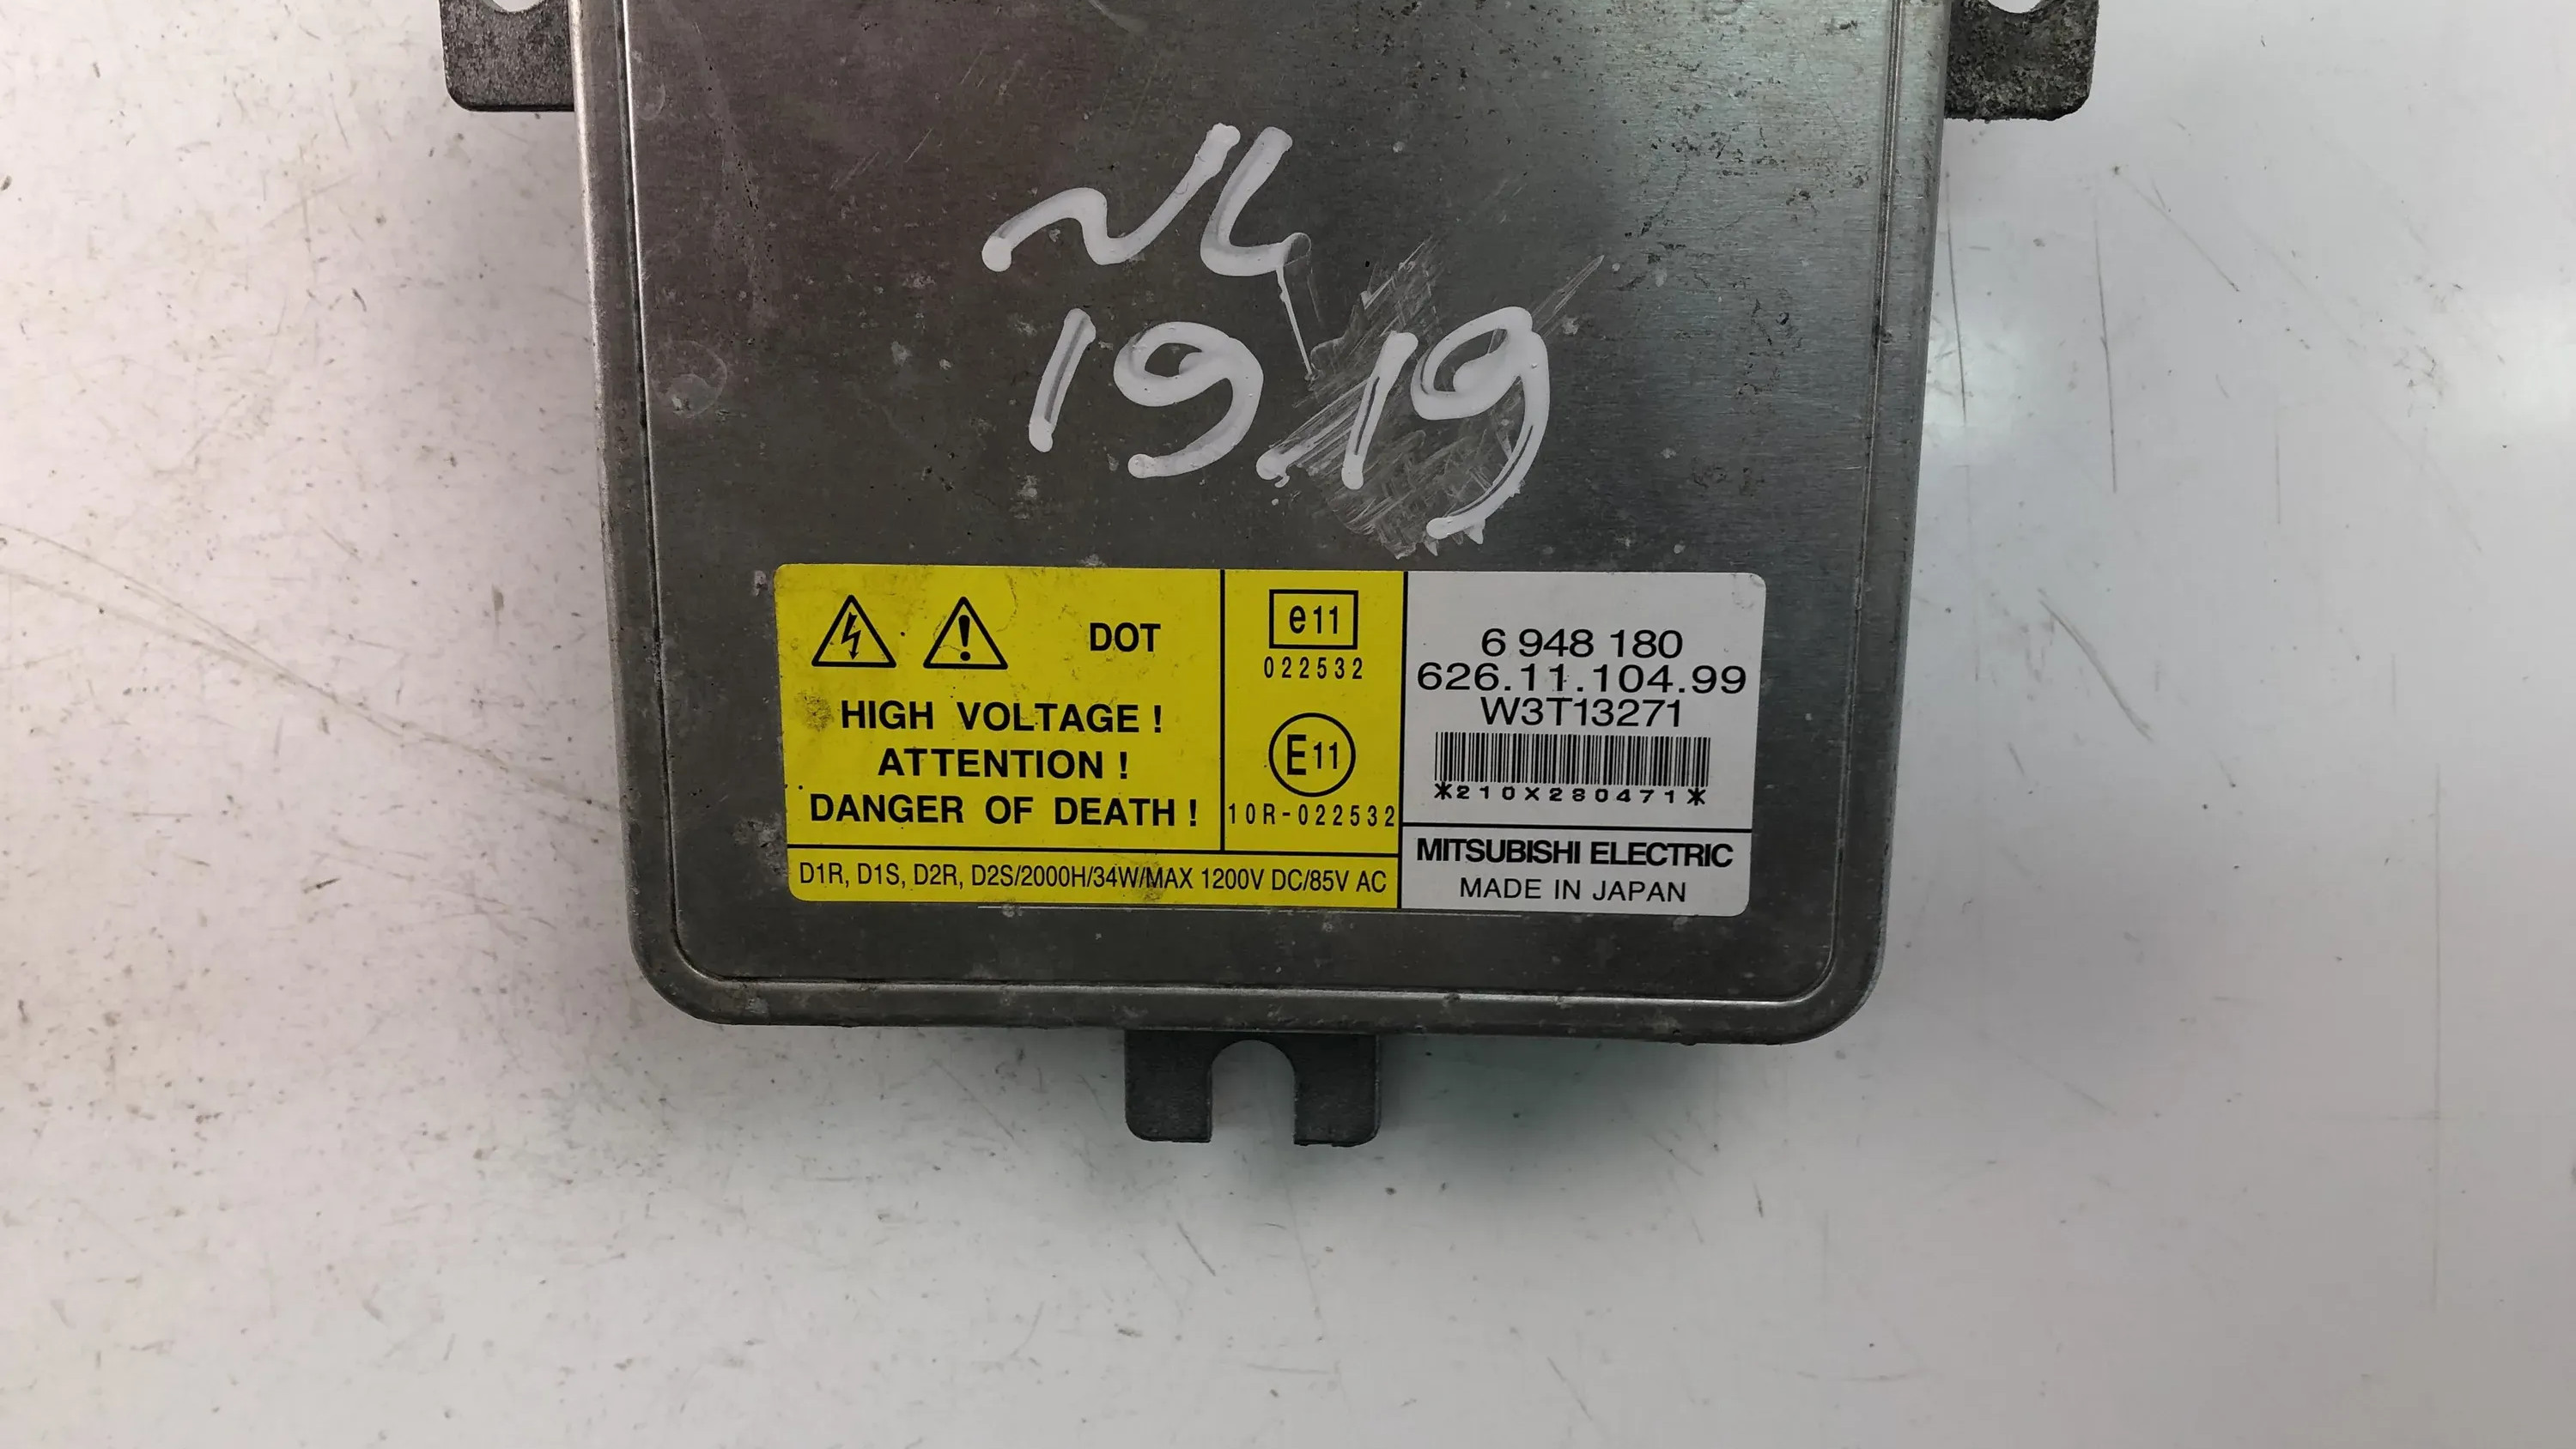 NL
19.19
DOT
HIGH VOLTAGE !
ATTENTION !
DANGER OF DEATH !
D1R, D1S, D2R, D2S/2000H/34W/MAX 1200V DC/85V AC
e11
022532
E11
10R-022532
6 948 180
626.11.104.99
W3T13271
*210X280471*
MITSUBISHI ELECTRIC
MADE IN JAPAN